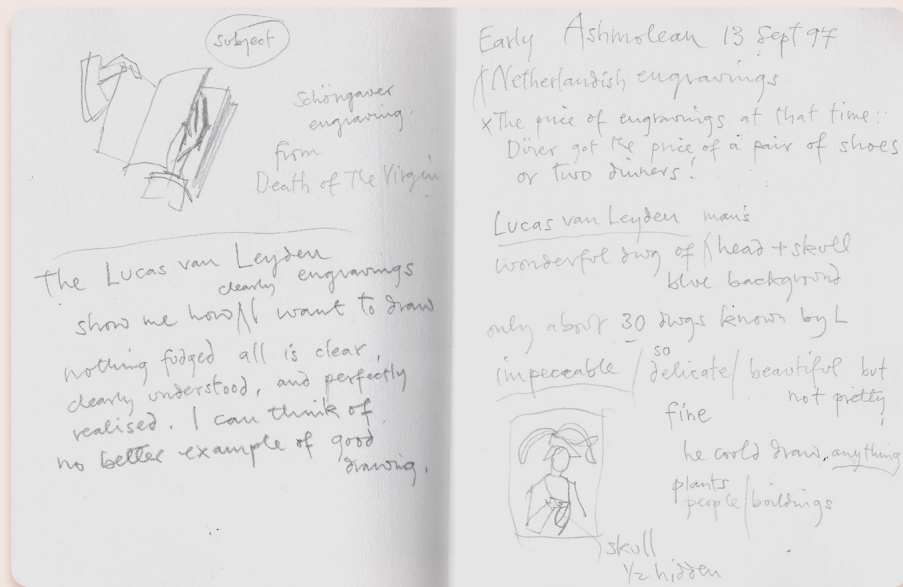 subject
Schöngauer
engraving.
from
Death of The Virgin
The Lucas van Leyden
clearly engravings
show me how I want to draw
nothing fudged all is clear,
clearly understood, and perfectly
realised. I can think of
no better example of good
drawing.
Early Ashmolean 13 Sept 97
Netherlandish engravings
x The price of engravings at that time:
Dürer got the price of a pair of shoes
or two dinners!
Lucas van Leyden man's
wonderful dwg of head + skull
blue background
only about 30 dwgs known by L
so
impeccable / delicate / beautiful but
not pretty
fine
he could draw anything
plants
people / buildings
skull
1/2 hidden